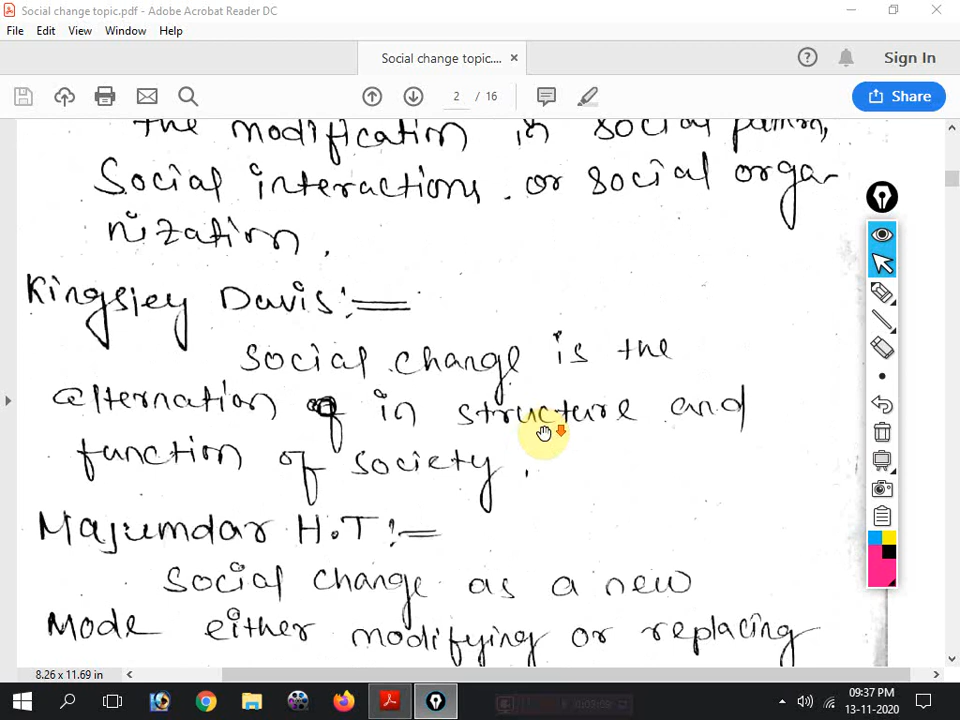 Social change topic.pdf - Adobe Acrobat Reader DC
File Edit View Window Help
Social change topic.... × Sign In
2 / 16 Share
the modification in social
Social interactions. or social orga-
nization.
Kingsley Davis:=
Social change is the
alternation in structure and
function of society.
Majumdar H.T:=
Social change as a new
Mode either modifying or replacing
8.26 x 11.69 in
09:37 PM
13-11-2020